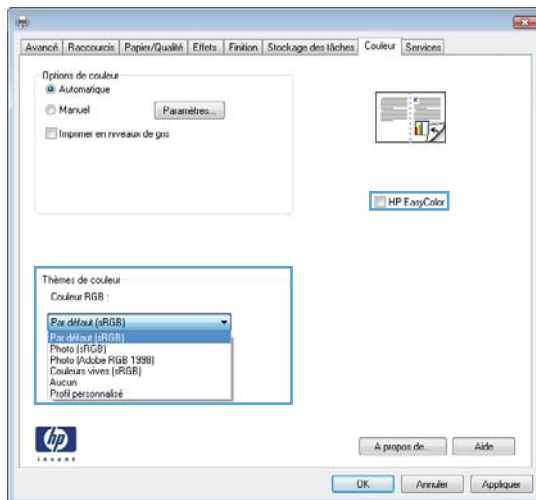 Avancé Raccourcis Papier/Qualité Effets Finition Stockage des tâches Couleur Services
Options de couleur
Automatique
Manuel Paramètres...
Imprimer en niveaux de gris
HP EasyColor
Thèmes de couleur
Couleur RGB :
Par défaut (sRGB)
Par défaut (sRGB)
Photo (sRGB)
Photo (Adobe RGB 1998)
Couleurs vives (sRGB)
Aucun
Profil personnalisé
hp
invent
A propos de... Aide
OK Annuler Appliquer